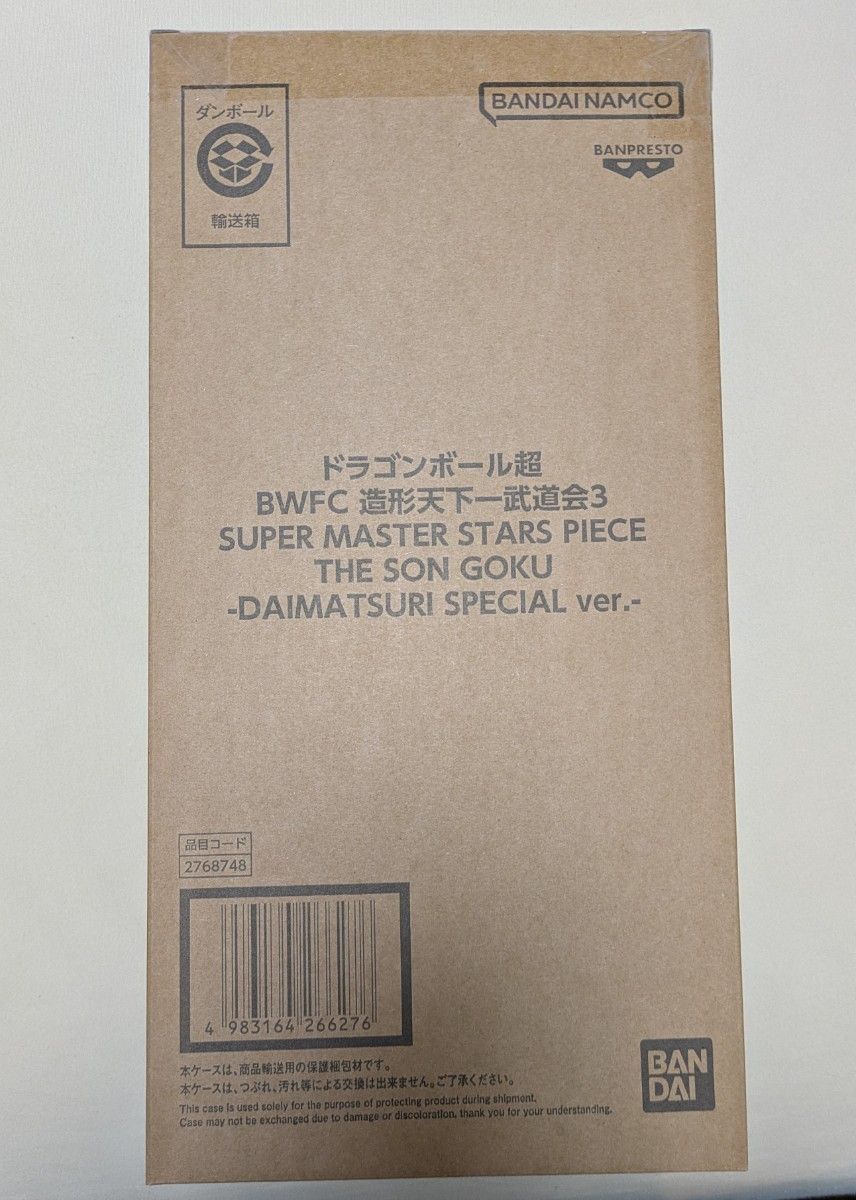 ダンボール
輸送箱
BANDAI NAMCO
BANPRESTO
ドラゴンボール超
BWFC 造形天下一武道会3
SUPER MASTER STARS PIECE
THE SON GOKU
-DAIMATSURI SPECIAL ver.-
品目コード
2768748
4 983164 266276
本ケースは、商品輸送用の保護梱包材です。
本ケースは、つぶれ、汚れ等による交換は出来ません。ご了承ください。
This case is used solely for the purpose of protecting product during shipment.
Case may not be exchanged due to damage or discoloration, thank you for your understanding.
BAN
DAI